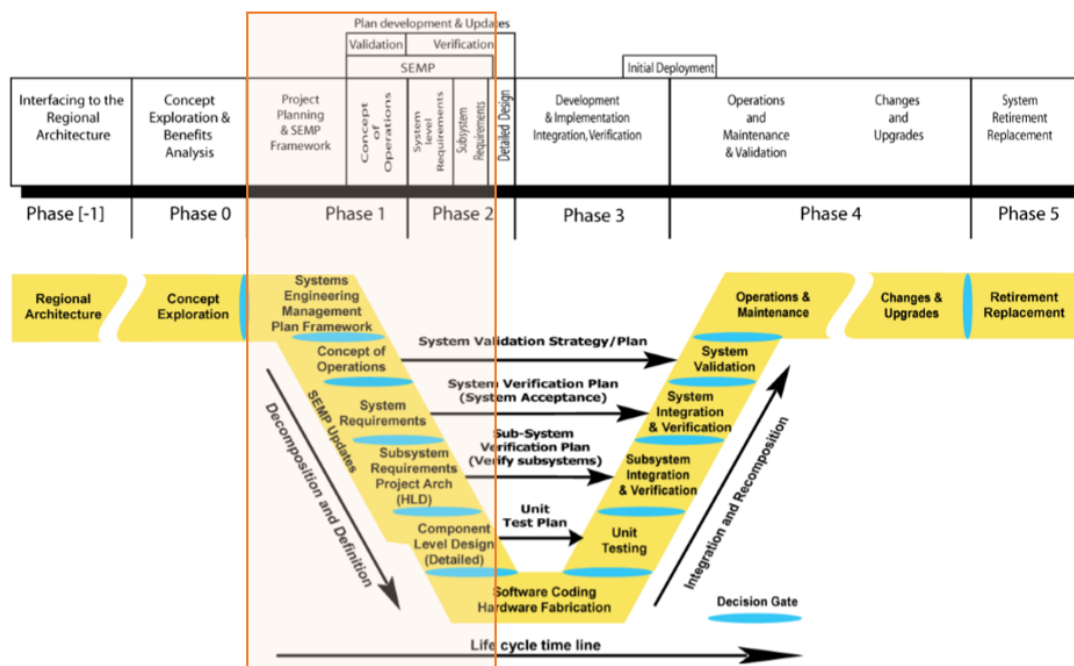 Plan development & Updates
Validation
Verification
SEMP
Initial Deployment
Interfacing to the
Regional
Architecture
Concept
Exploration &
Benefits
Analysis
Project
Planning
& SEMP
Framework
Concept
of
Operations
System
level
Requirements
Subsystem
Requirements
Detailed Design
Development
& Implementation
Integration, Verification
Operations
and
Maintenance
& Validation
Changes
and
Upgrades
System
Retirement
Replacement
Phase [-1]
Phase 0
Phase 1
Phase 2
Phase 3
Phase 4
Phase 5
Regional
Architecture
Concept
Exploration
Systems
Engineering
Management
Plan Framework
Operations &
Maintenance
Changes &
Upgrades
Retirement
Replacement
Concept of
Operations
System Validation Strategy/Plan
System
Validation
System
Requirements
System Verification Plan
(System Acceptance)
System
Integration
& Verification
SEMP Updates
Subsystem
Requirements
Project Arch
(HLD)
Sub-System
Verification Plan
(Verify subsystems)
Subsystem
Integration
& Verification
Component
Level Design
(Detailed)
Unit
Test Plan
Unit
Testing
Decomposition and Definition
Integration and Recomposition
Software Coding
Hardware Fabrication
Decision Gate
Life cycle time line